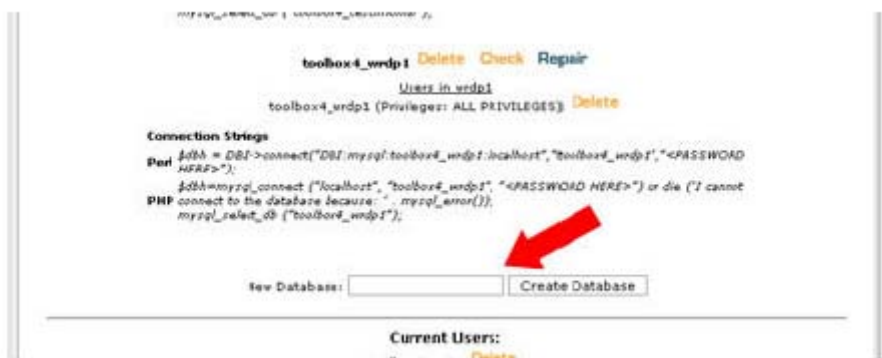 mysql_select_db ("toolbox4_testimonial");
toolbox4_wrdp1 Delete Check Repair
Users in wrdp1
toolbox4_wrdp1 (Privileges: ALL PRIVILEGES) Delete
Connection Strings
Perl $dbh = DBI->connect("DBI:mysql:toolbox4_wrdp1:localhost","toolbox4_wrdp1","<PASSWORD
HERE>");
$dbh=mysql_connect ("localhost", "toolbox4_wrdp1", "<PASSWORD HERE>") or die ('I cannot
PHP connect to the database because: ' . mysql_error());
mysql_select_db ("toolbox4_wrdp1");
New Database: Create Database
Current Users:
Delete